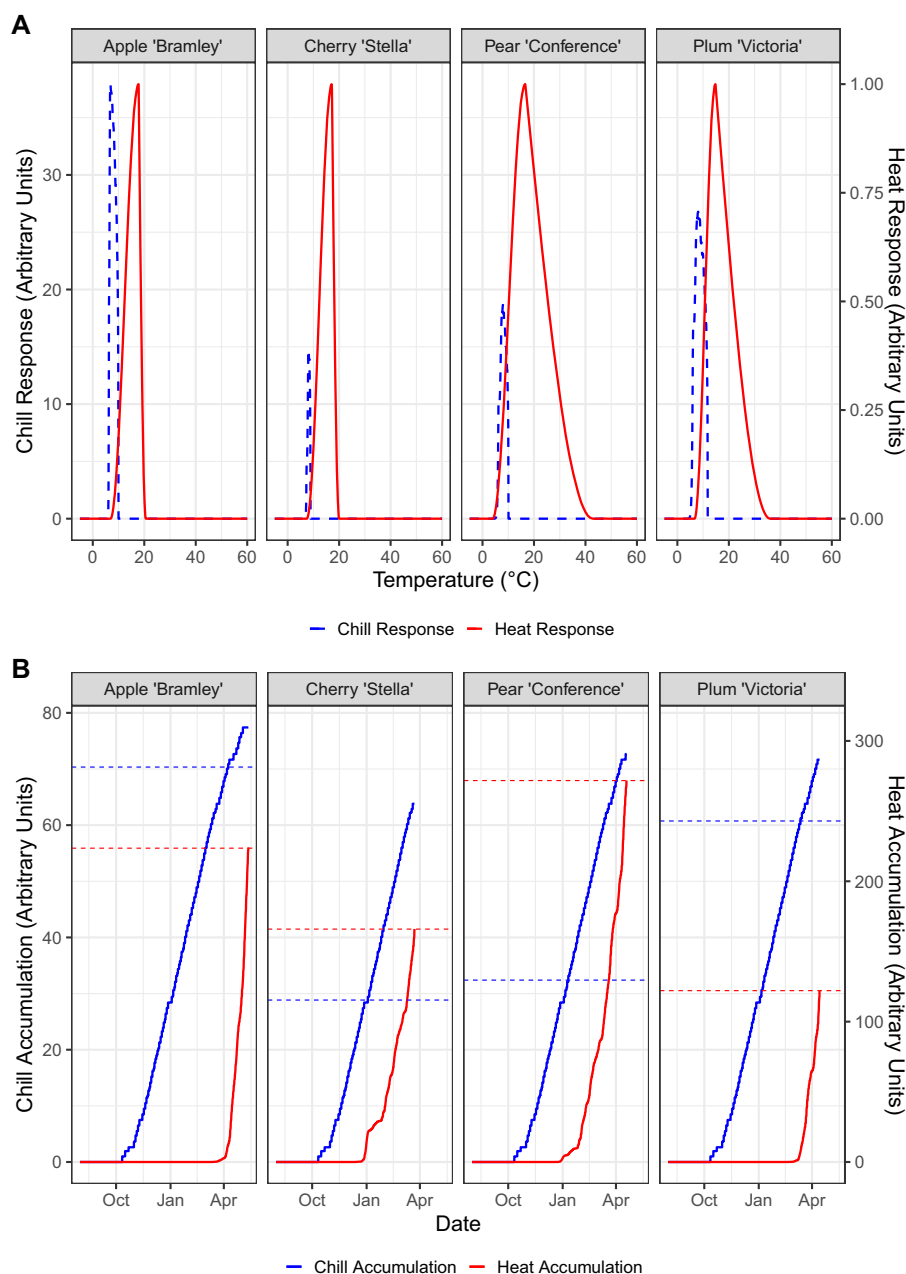 A
Apple 'Bramley' Cherry 'Stella' Pear 'Conference' Plum 'Victoria'
Chill Response (Arbitrary Units)
30
20
10
0
1.00
0.75
0.50
0.25
0.00
Heat Response (Arbitrary Units)
0 20 40 60 0 20 40 60 0 20 40 60 0 20 40 60
Temperature (°C)
Chill Response Heat Response
B
Apple 'Bramley' Cherry 'Stella' Pear 'Conference' Plum 'Victoria'
Chill Accumulation (Arbitrary Units)
80
60
40
20
0
300
200
100
0
Heat Accumulation (Arbitrary Units)
Oct Jan Apr Oct Jan Apr Oct Jan Apr Oct Jan Apr
Date
Chill Accumulation Heat Accumulation